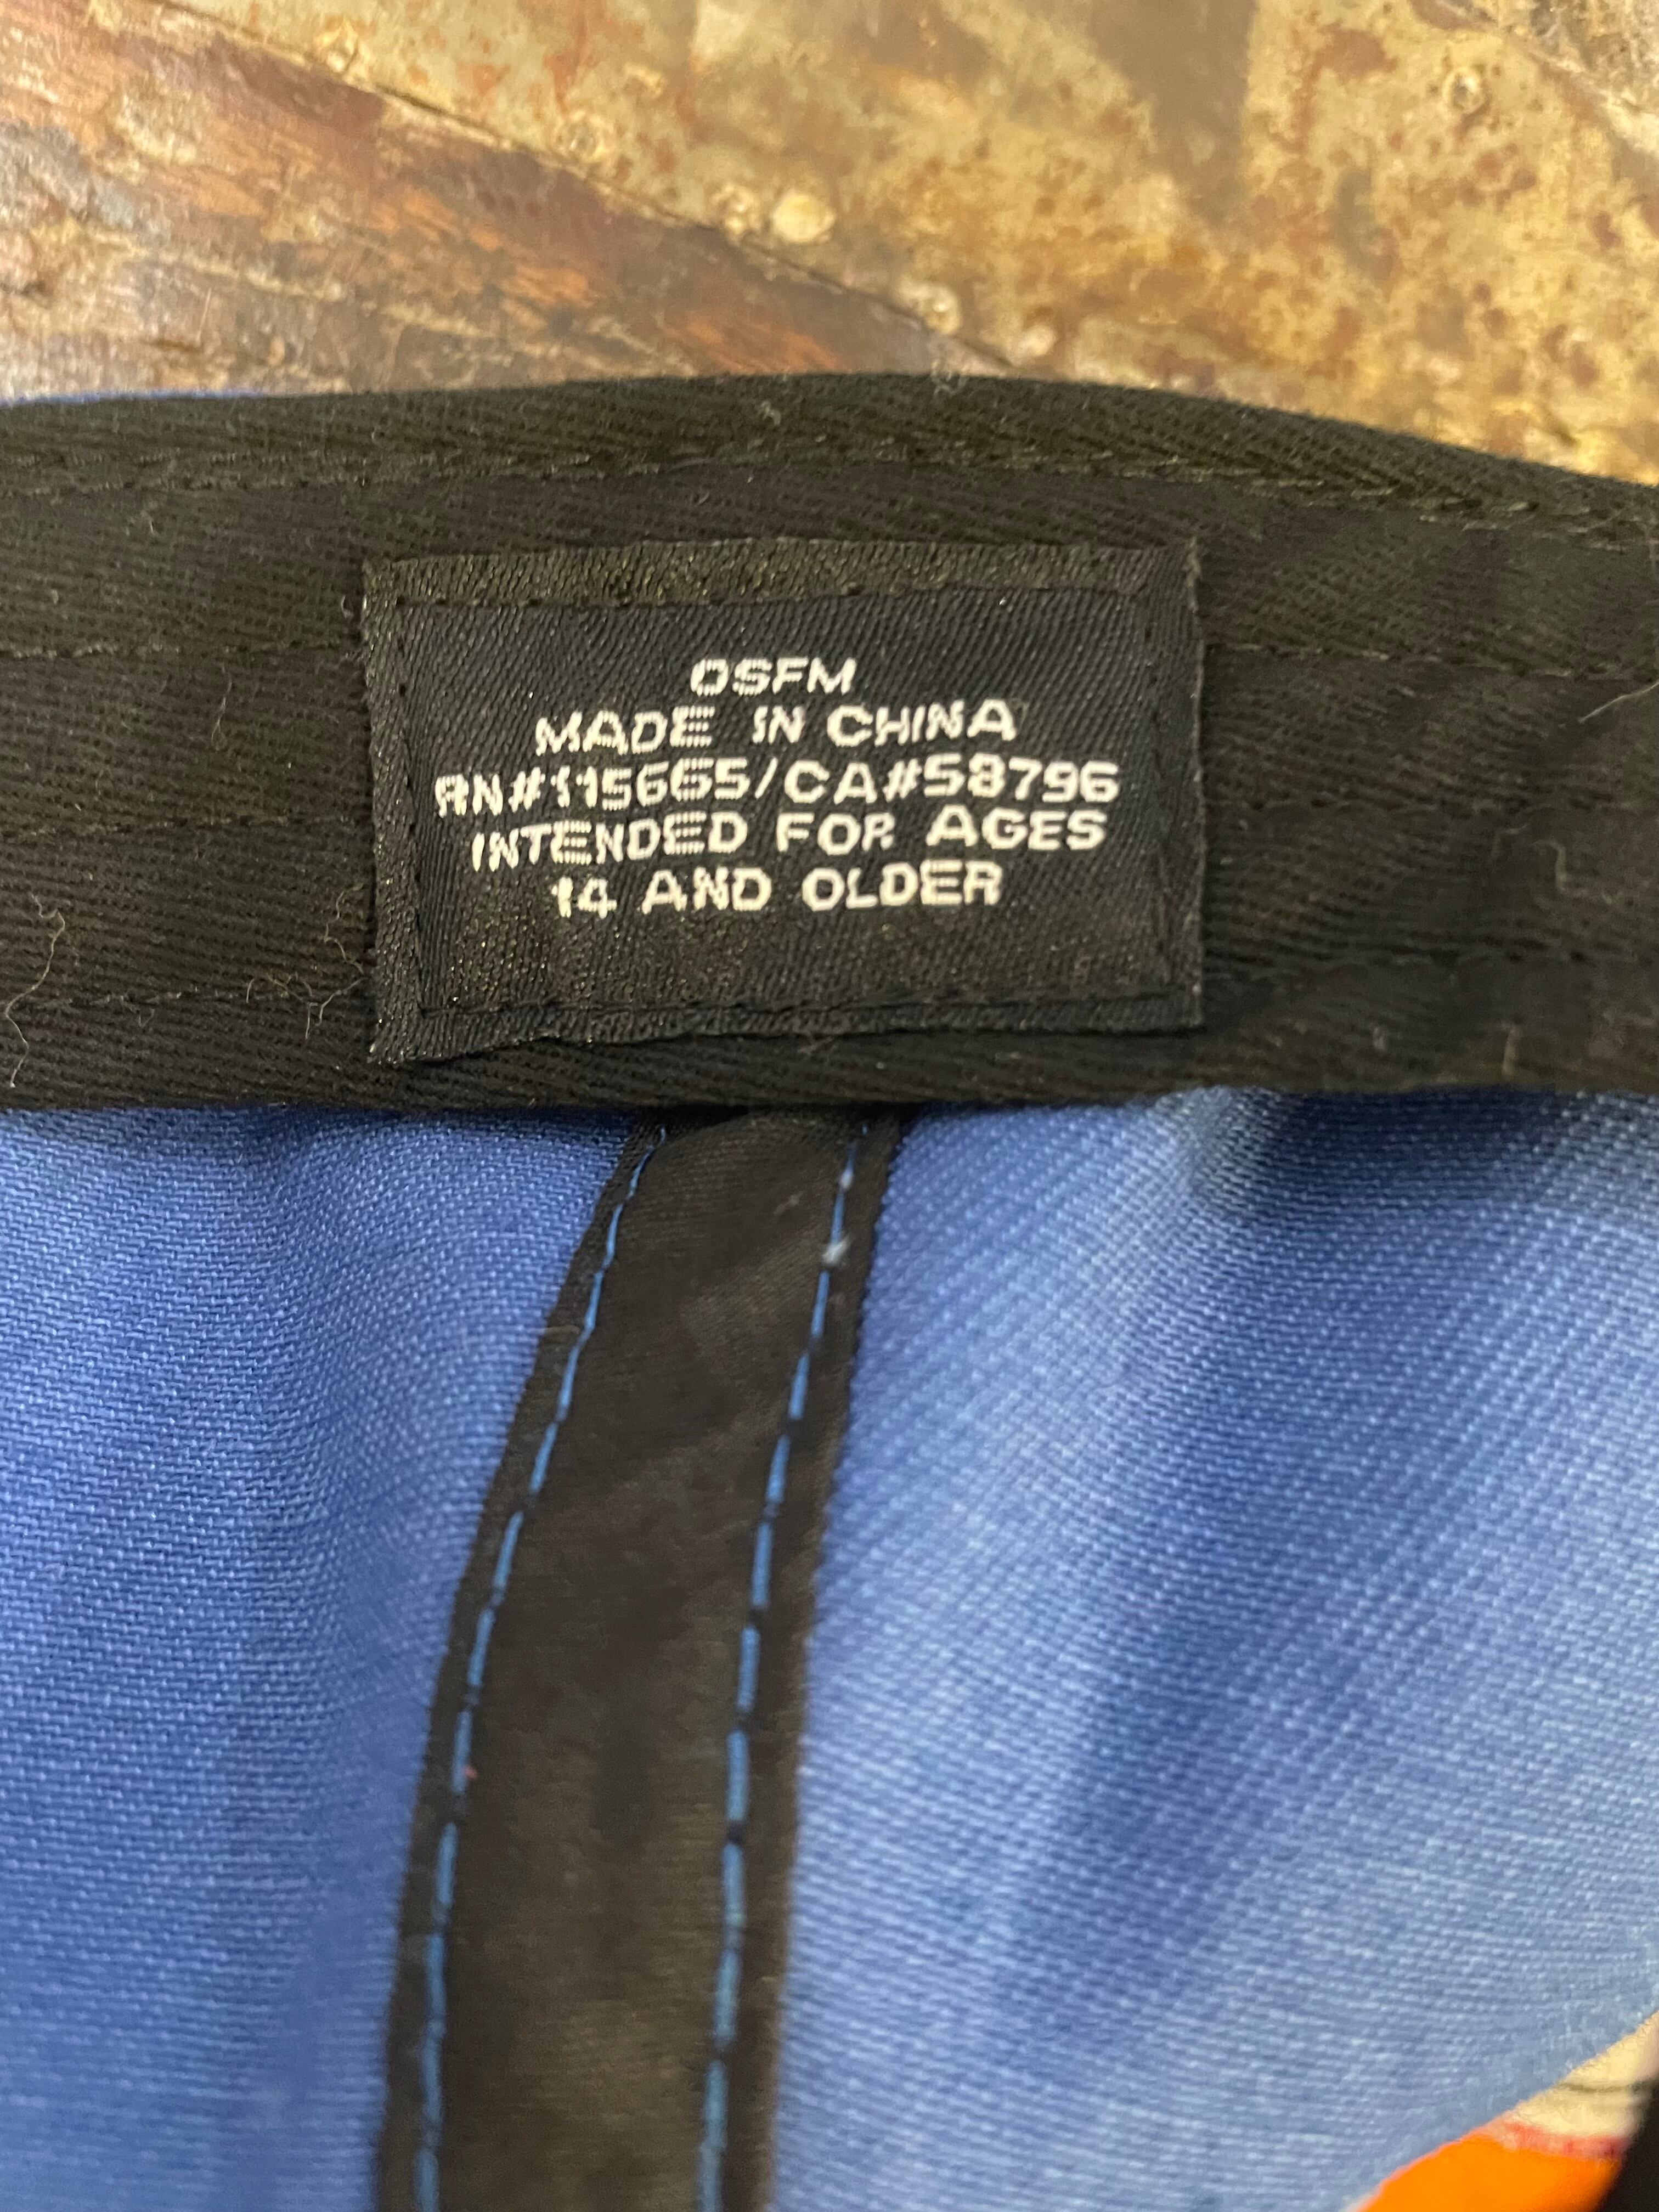 OSFM
MADE IN CHINA
RN#115665/CA#58796
INTENDED FOR AGES
14 AND OLDER